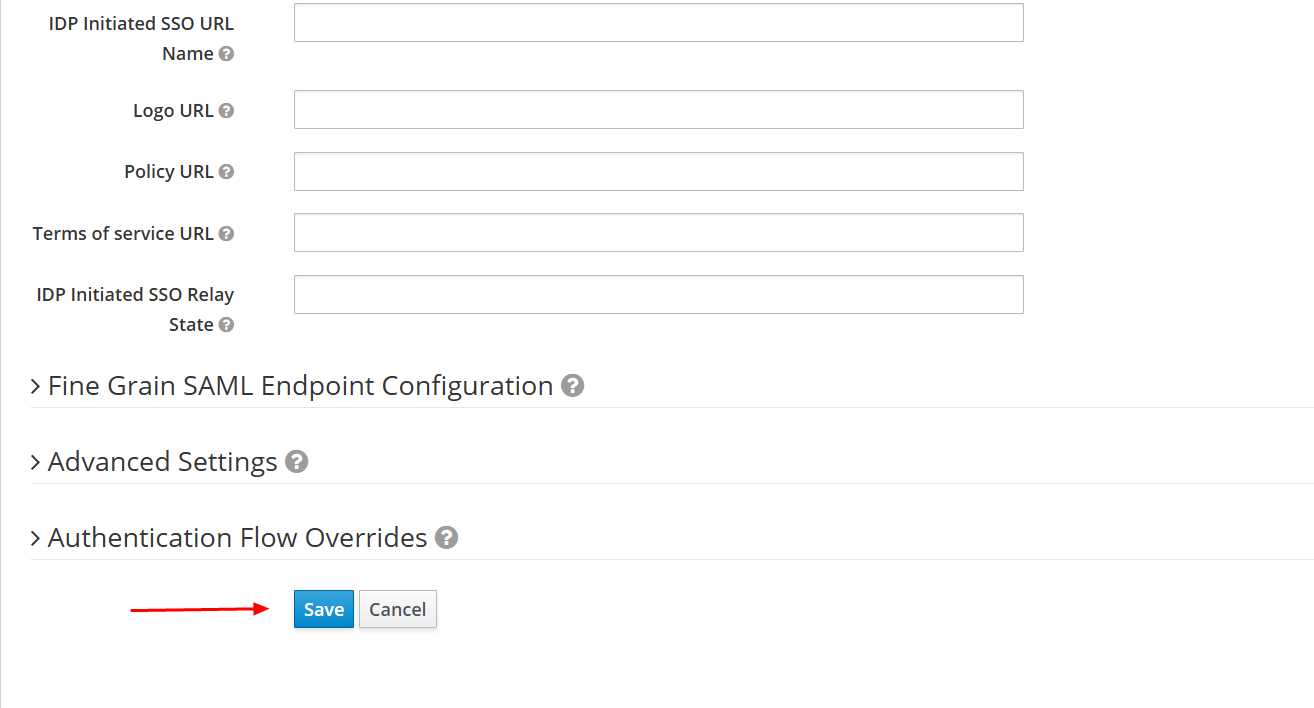 IDP Initiated SSO URL
Name
Logo URL
Policy URL
Terms of service URL
IDP Initiated SSO Relay
State
Fine Grain SAML Endpoint Configuration
Advanced Settings
Authentication Flow Overrides
Save Cancel